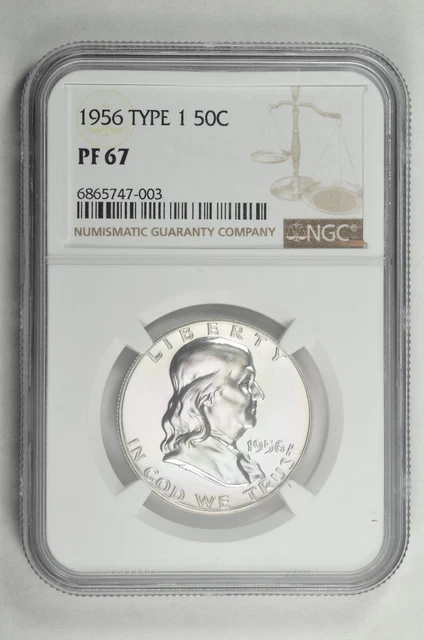 1956 TYPE 1 50C
PF 67
6865747-003
NUMISMATIC GUARANTY COMPANY
NGC®
LIBERTY
1956
IN GOD WE TRUST